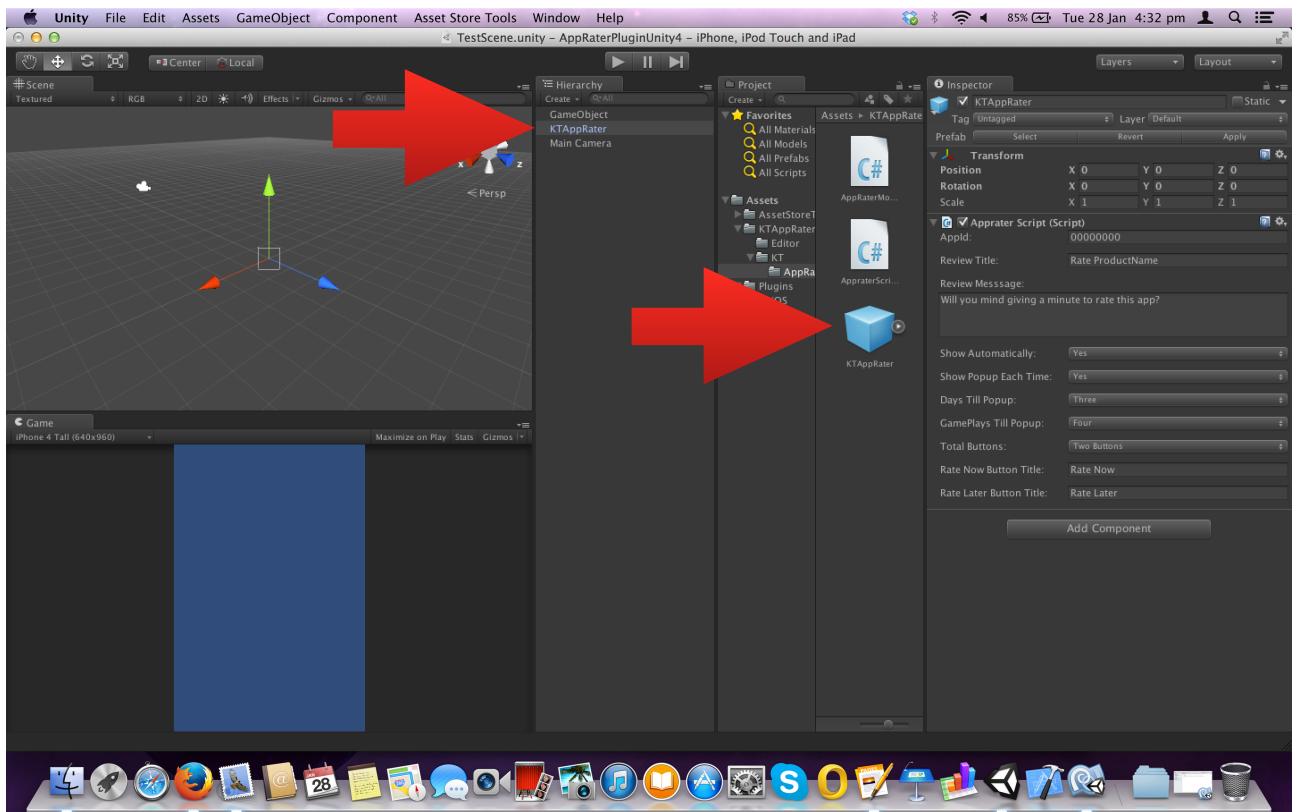 Unity File Edit Assets GameObject Component Asset Store Tools Window Help 85% Tue 28 Jan 4:32 pm
TestScene.unity – AppRaterPluginUnity4 – iPhone, iPod Touch and iPad
Center Local Layers Layout
Scene
Textured RGB 2D Effects Gizmos All
x z
Persp
Game
iPhone 4 Tall (640x960) Maximize on Play Stats Gizmos
Hierarchy
Create All
GameObject
KTAppRater
Main Camera
Project
Create
Favorites
All Materials
All Models
All Prefabs
All Scripts
Assets
AssetStoreT
KTAppRater
Editor
KT
AppRa
Plugins
Assets ▸ KTAppRate
C#
AppRaterMo...
C#
AppraterScri...
KTAppRater
Inspector
KTAppRater Static
Tag Untagged Layer Default
Prefab Select Revert Apply
Transform
Position X 0 Y 0 Z 0
Rotation X 0 Y 0 Z 0
Scale X 1 Y 1 Z 1
Apprater Script (Script)
AppId: 00000000
Review Title: Rate ProductName
Review Messsage:
Will you mind giving a minute to rate this app?
Show Automatically: Yes
Show Popup Each Time: Yes
Days Till Popup: Three
GamePlays Till Popup: Four
Total Buttons: Two Buttons
Rate Now Button Title: Rate Now
Rate Later Button Title: Rate Later
Add Component
28